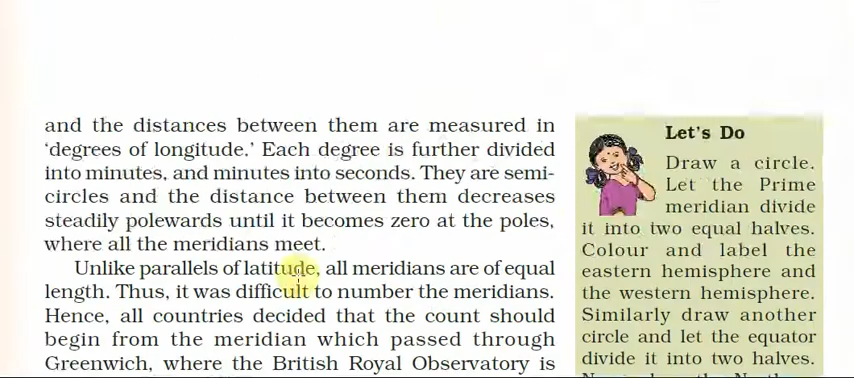 and the distances between them are measured in
‘degrees of longitude.’ Each degree is further divided
into minutes, and minutes into seconds. They are semi-
circles and the distance between them decreases
steadily polewards until it becomes zero at the poles,
where all the meridians meet.
Unlike parallels of latitude, all meridians are of equal
length. Thus, it was difficult to number the meridians.
Hence, all countries decided that the count should
begin from the meridian which passed through
Greenwich, where the British Royal Observatory is
Let’s Do
Draw a circle.
Let the Prime
meridian divide
it into two equal halves.
Colour and label the
eastern hemisphere and
the western hemisphere.
Similarly draw another
circle and let the equator
divide it into two halves.